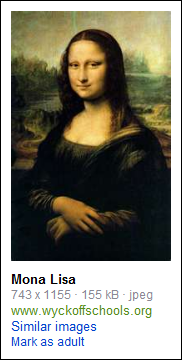 Mona Lisa
743 x 1155 · 155 kB · jpeg
www.wyckoffschools.org
Similar images
Mark as adult